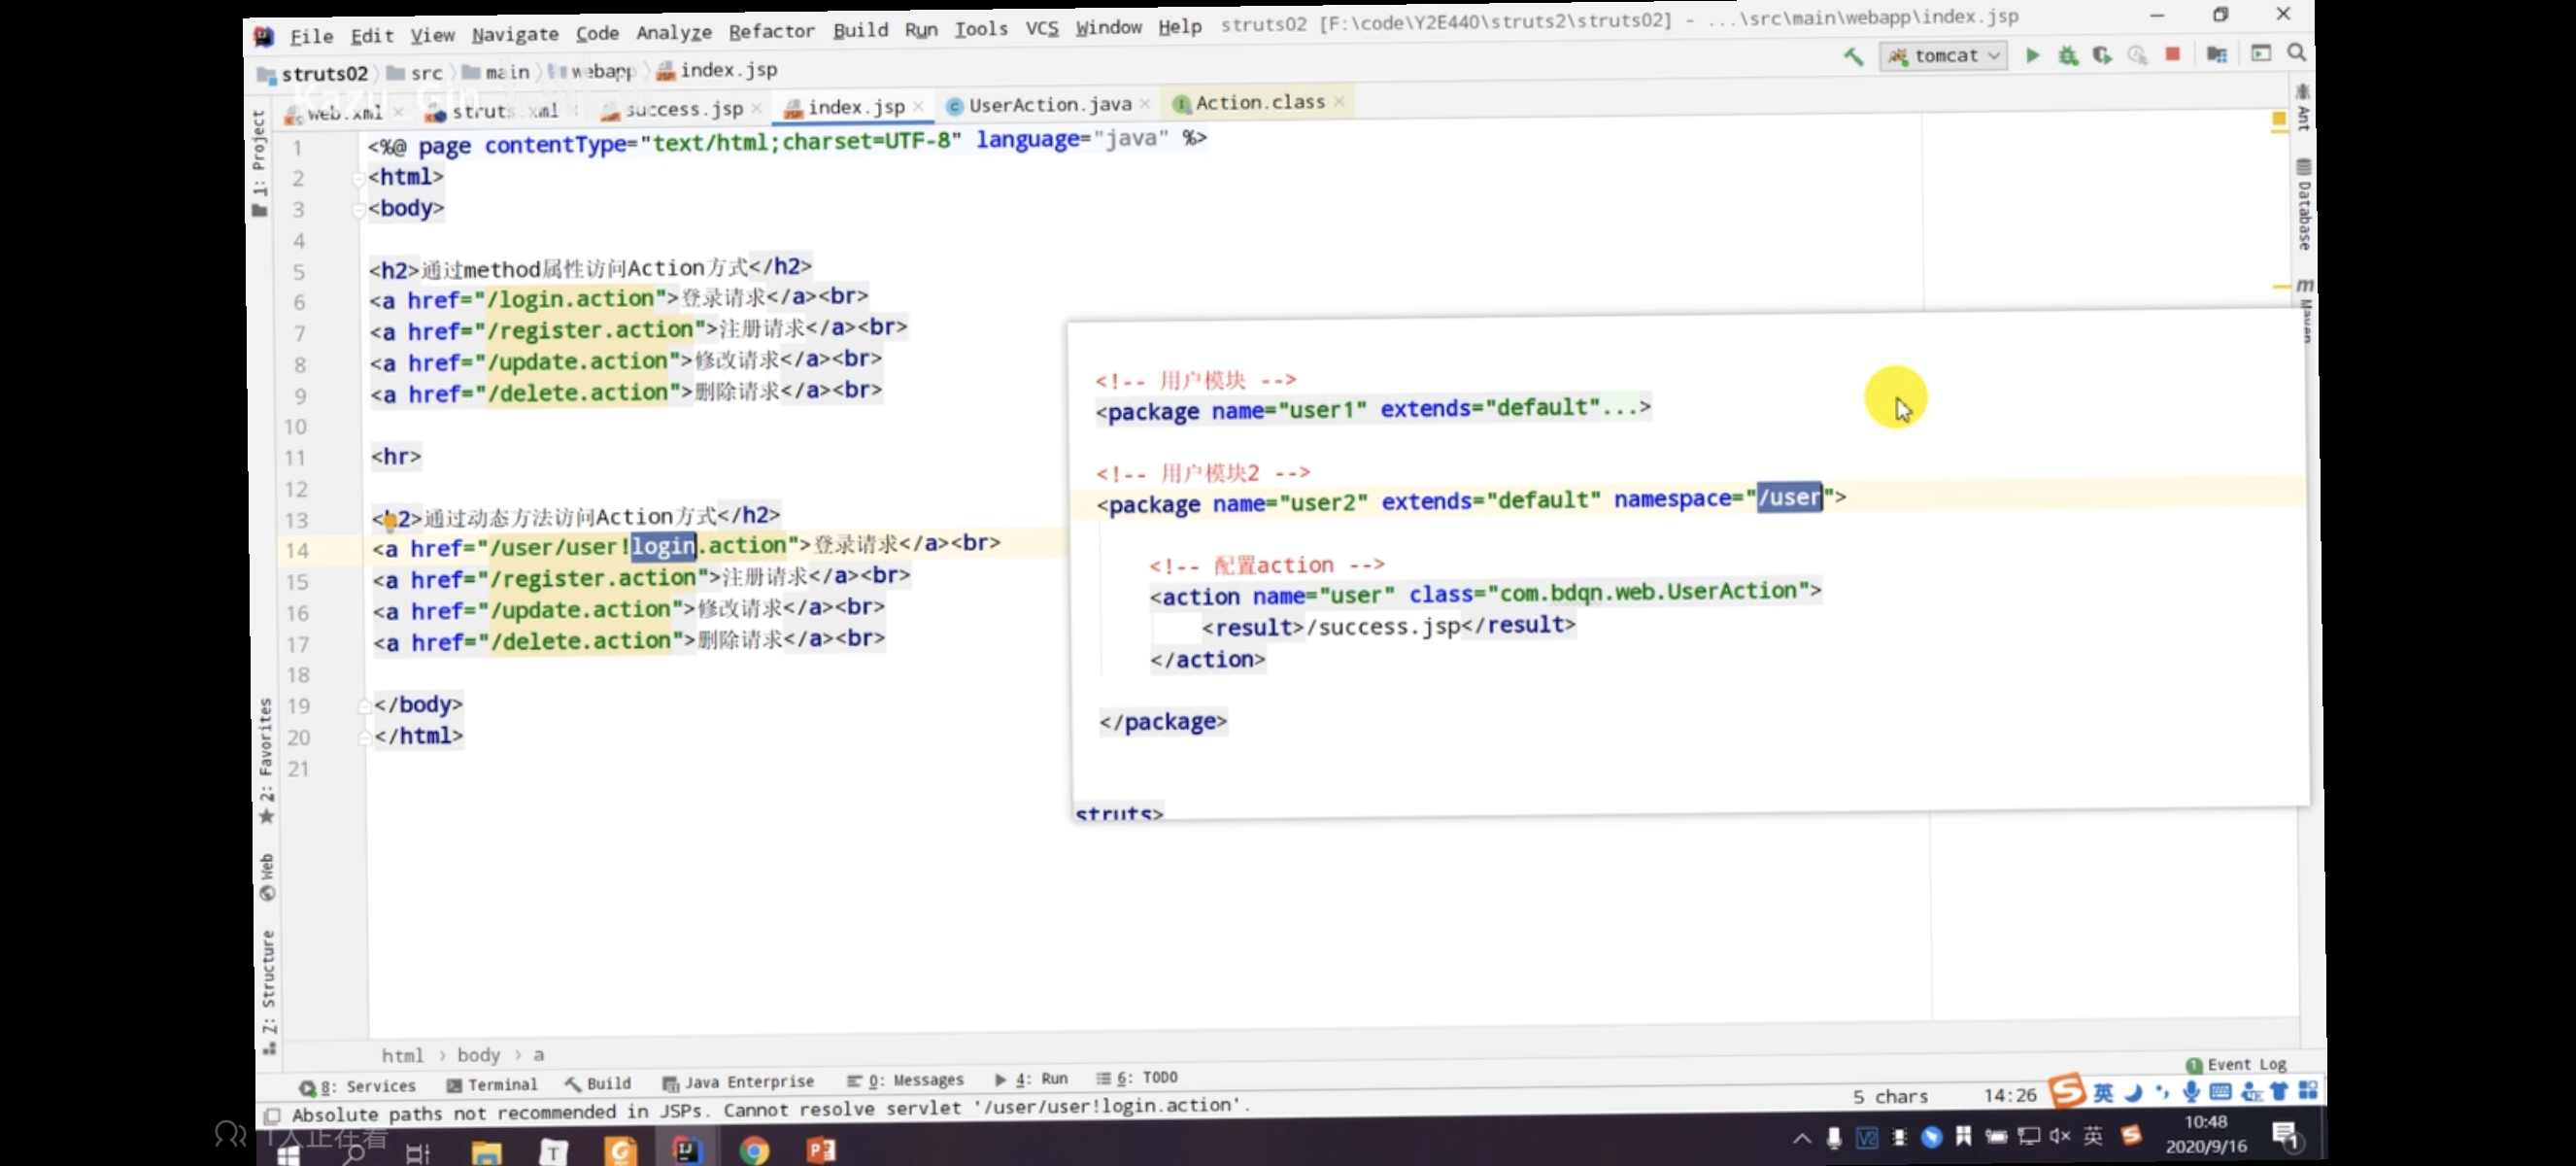 File Edit View Navigate Code Analyze Refactor Build Run Tools VCS Window Help struts02 [F:\code\Y2E440\struts2\struts02] - ...\src\main\webapp\index.jsp
struts02 src main webapp index.jsp
tomcat
web.xml struts.xml success.jsp index.jsp UserAction.java Action.class
1: Project
Ant
Database
Maven
1 <%@ page contentType="text/html;charset=UTF-8" language="java" %>
2 <html>
3 <body>
4
5 <h2>通过method属性访问Action方式</h2>
6 <a href="/login.action">登录请求</a><br>
7 <a href="/register.action">注册请求</a><br>
8 <a href="/update.action">修改请求</a><br>
9 <a href="/delete.action">删除请求</a><br>
10
11 <hr>
12
13 <h2>通过动态方法访问Action方式</h2>
14 <a href="/user/user!login.action">登录请求</a><br>
15 <a href="/register.action">注册请求</a><br>
16 <a href="/update.action">修改请求</a><br>
17 <a href="/delete.action">删除请求</a><br>
18
19 </body>
20 </html>
21
<!-- 用户模块 -->
<package name="user1" extends="default"...>
<!-- 用户模块2 -->
<package name="user2" extends="default" namespace="/user">
<!-- 配置action -->
<action name="user" class="com.bdqn.web.UserAction">
<result>/success.jsp</result>
</action>
</package>
struts>
2: Favorites
Web
Z: Structure
html › body › a
8: Services Terminal Build Java Enterprise 0: Messages 4: Run 6: TODO
1 Event Log
Absolute paths not recommended in JSPs. Cannot resolve servlet '/user/user!login.action'.
5 chars 14:26 英
1人正在看
英
10:48
2020/9/16
1